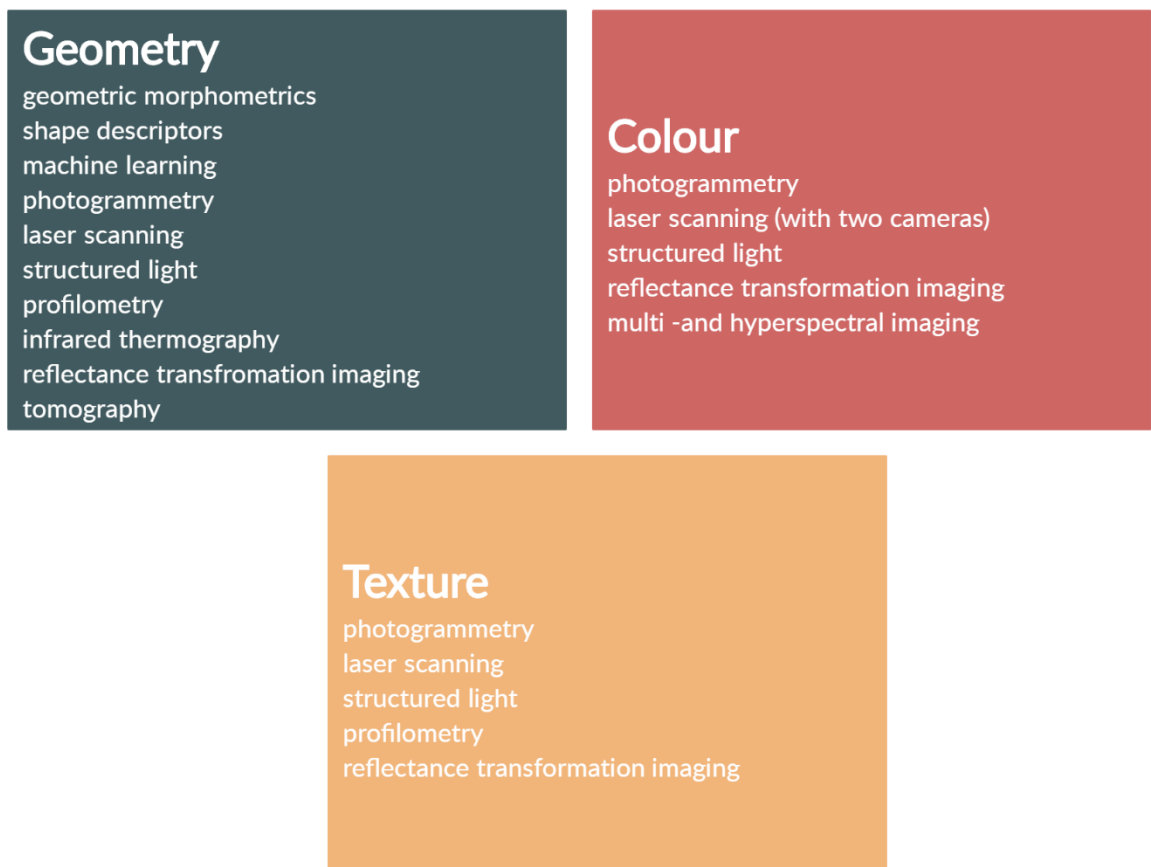 Geometry
geometric morphometrics
shape descriptors
machine learning
photogrammetry
laser scanning
structured light
profilometry
infrared thermography
reflectance transfromation imaging
tomography
Colour
photogrammetry
laser scanning (with two cameras)
structured light
reflectance transformation imaging
multi -and hyperspectral imaging
Texture
photogrammetry
laser scanning
structured light
profilometry
reflectance transformation imaging